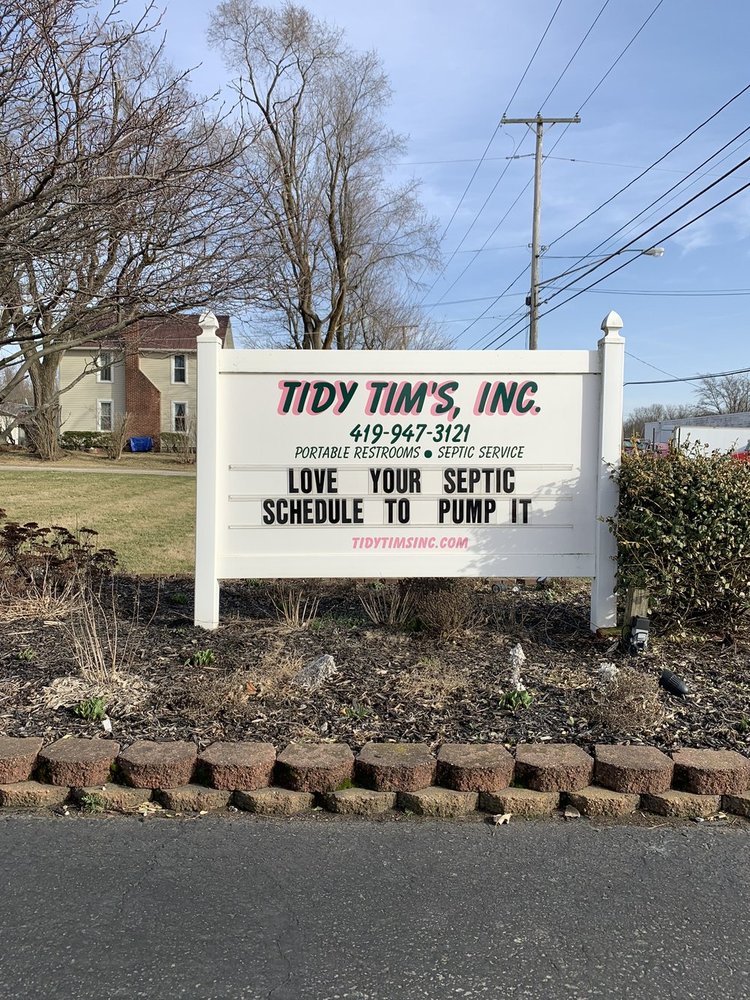 TIDY TIM'S, INC.
419-947-3121
PORTABLE RESTROOMS ● SEPTIC SERVICE
LOVE YOUR SEPTIC
SCHEDULE TO PUMP IT
TIDYTIMSINC.COM